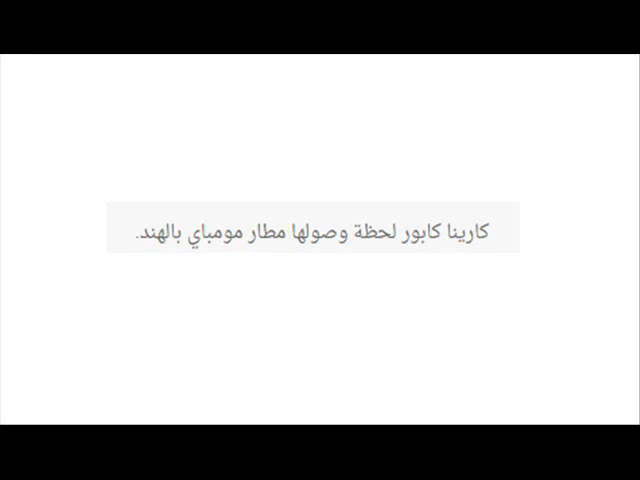 كارينا كابور لحظة وصولها مطار مومباي بالهند.